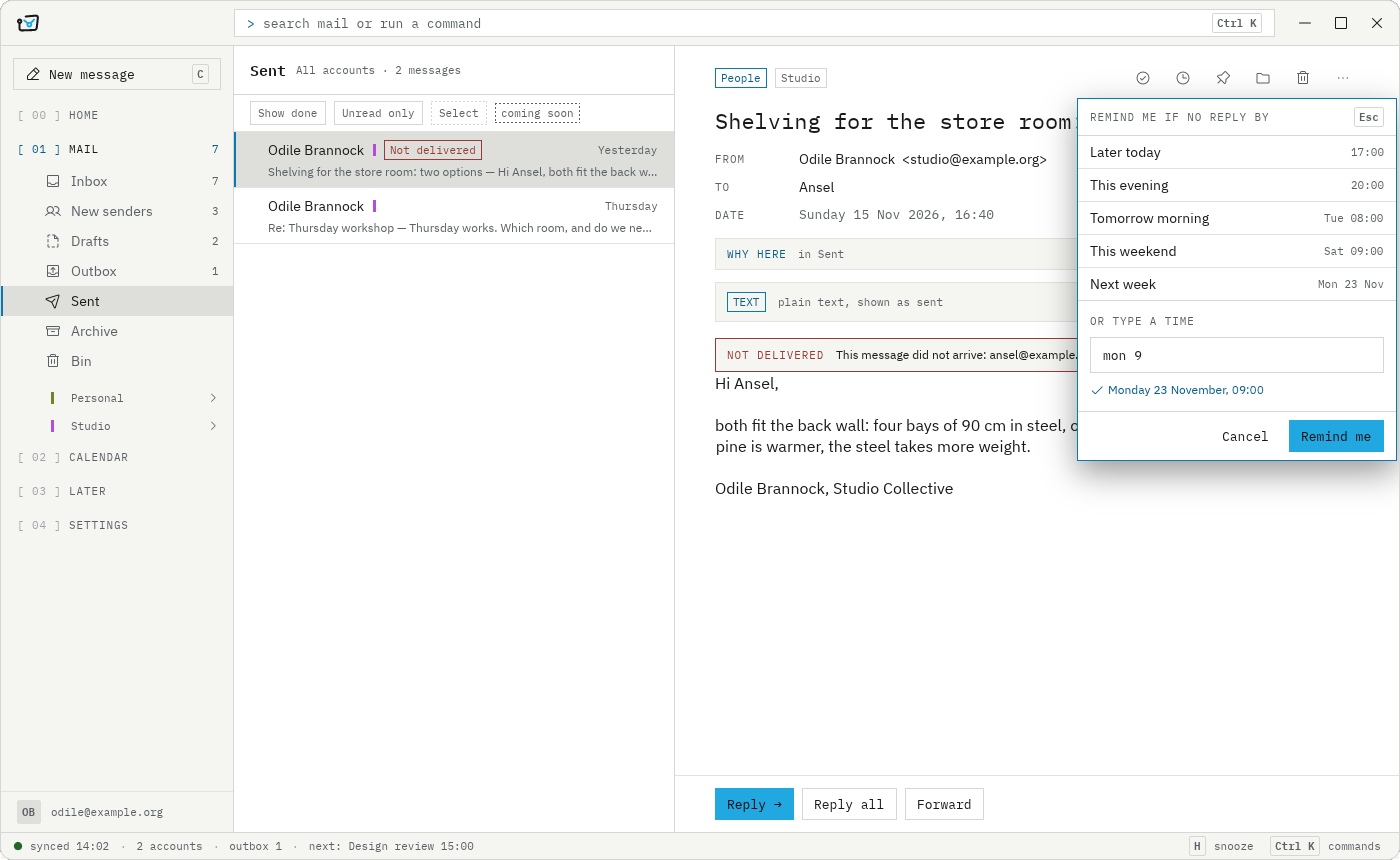 > search mail or run a command Ctrl K
New message C
[ 00 ] HOME
[ 01 ] MAIL 7
Inbox 7
New senders 3
Drafts 2
Outbox 1
Sent
Archive
Bin
Personal
Studio
[ 02 ] CALENDAR
[ 03 ] LATER
[ 04 ] SETTINGS
OB odile@example.org
Sent All accounts · 2 messages
Show done Unread only Select coming soon
Odile Brannock Not delivered Yesterday
Shelving for the store room: two options — Hi Ansel, both fit the back w…
Odile Brannock Thursday
Re: Thursday workshop — Thursday works. Which room, and do we ne…
People Studio
Shelving for the store room:
FROM Odile Brannock <studio@example.org>
TO Ansel
DATE Sunday 15 Nov 2026, 16:40
WHY HERE in Sent
TEXT plain text, shown as sent
NOT DELIVERED This message did not arrive: ansel@example.
Hi Ansel,
both fit the back wall: four bays of 90 cm in steel,
pine is warmer, the steel takes more weight.
Odile Brannock, Studio Collective
REMIND ME IF NO REPLY BY Esc
Later today 17:00
This evening 20:00
Tomorrow morning Tue 08:00
This weekend Sat 09:00
Next week Mon 23 Nov
OR TYPE A TIME
mon 9
Monday 23 November, 09:00
Cancel Remind me
Reply → Reply all Forward
synced 14:02 · 2 accounts · outbox 1 · next: Design review 15:00 H snooze Ctrl K commands